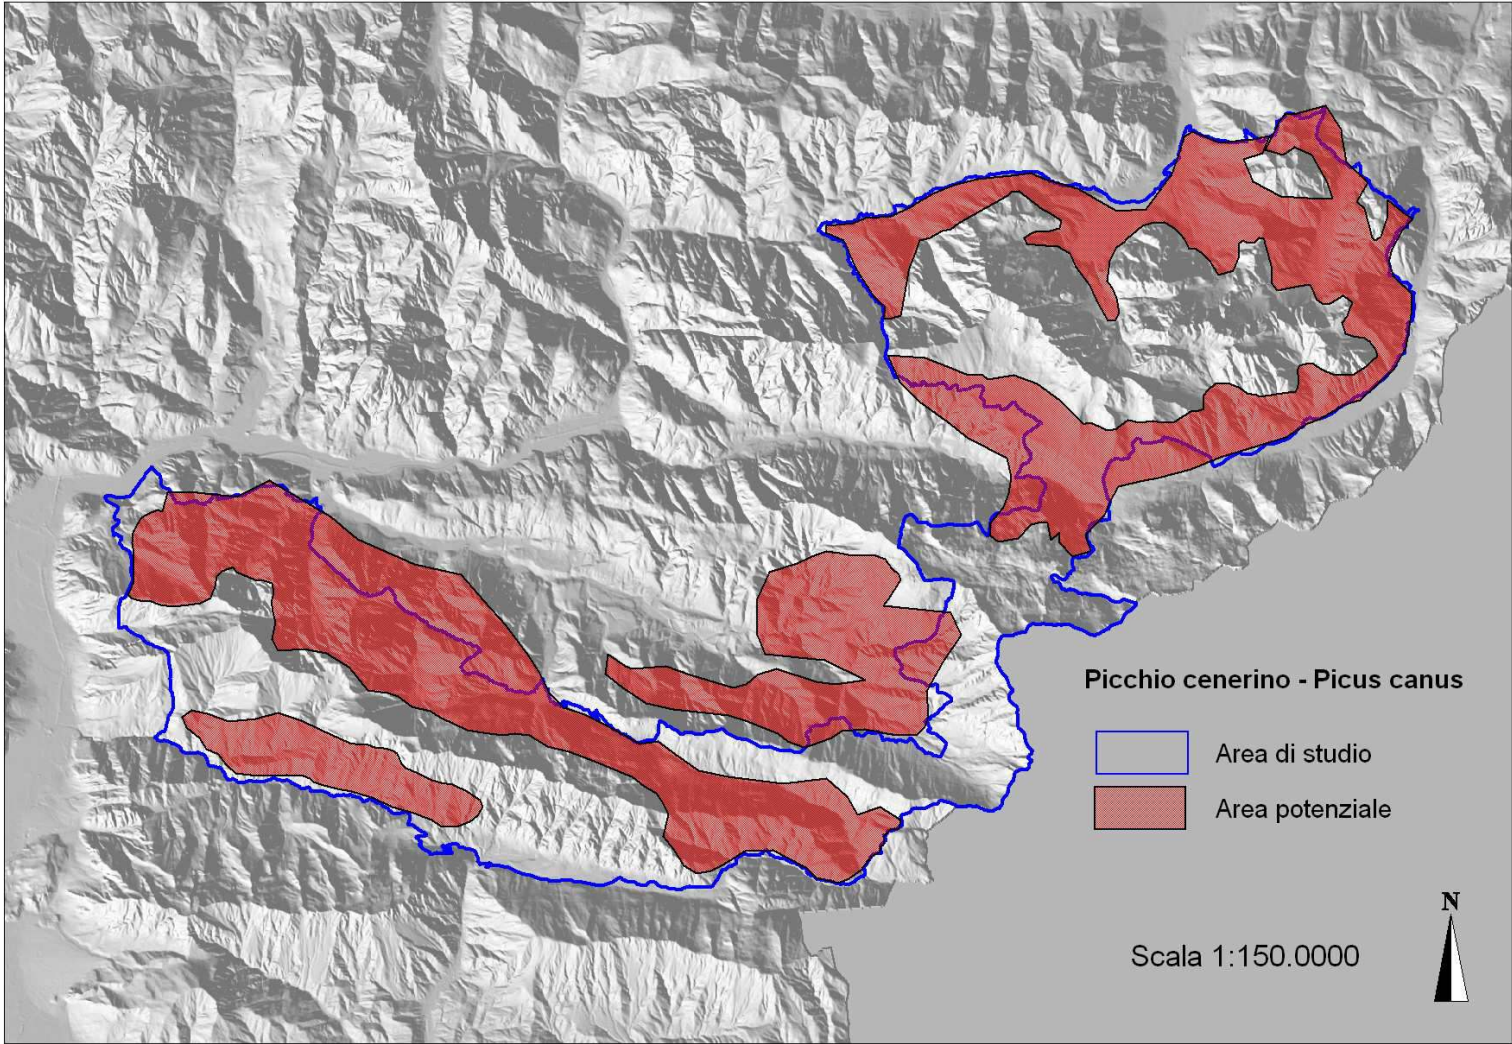 Picchio cenerino - Picus canus
Area di studio
Area potenziale
N
Scala 1:150.0000